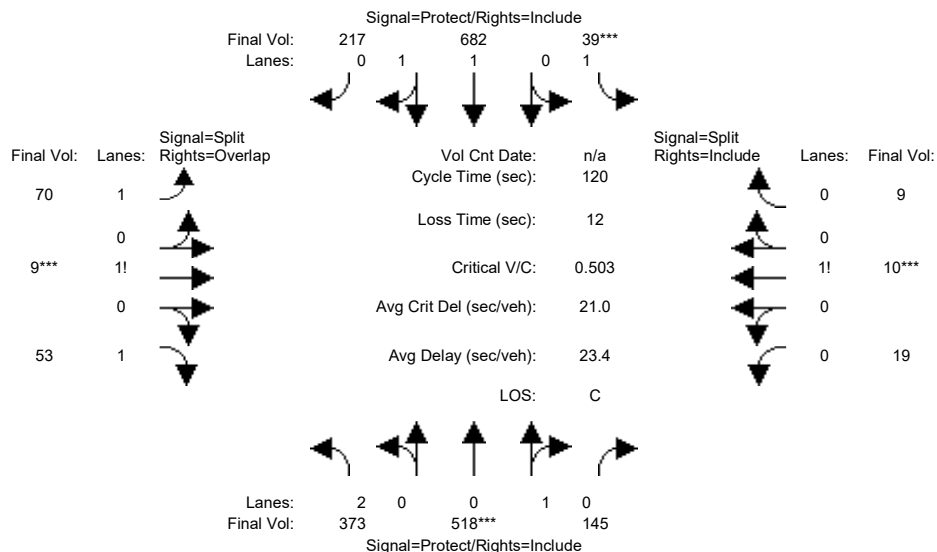 Signal=Protect/Rights=Include
Final Vol: 217 682 39***
Lanes: 0 1 1 0 1
Signal=Split
Final Vol: Lanes: Rights=Overlap
Vol Cnt Date: n/a
Signal=Split
Rights=Include Lanes: Final Vol:
Cycle Time (sec): 120
70 1
0 9
Loss Time (sec): 12
0
0
9*** 1!
Critical V/C: 0.503
1! 10***
0
Avg Crit Del (sec/veh): 21.0
0
53 1
Avg Delay (sec/veh): 23.4
0 19
LOS: C
Lanes: 2 0 0 1 0
Final Vol: 373 518*** 145
Signal=Protect/Rights=Include